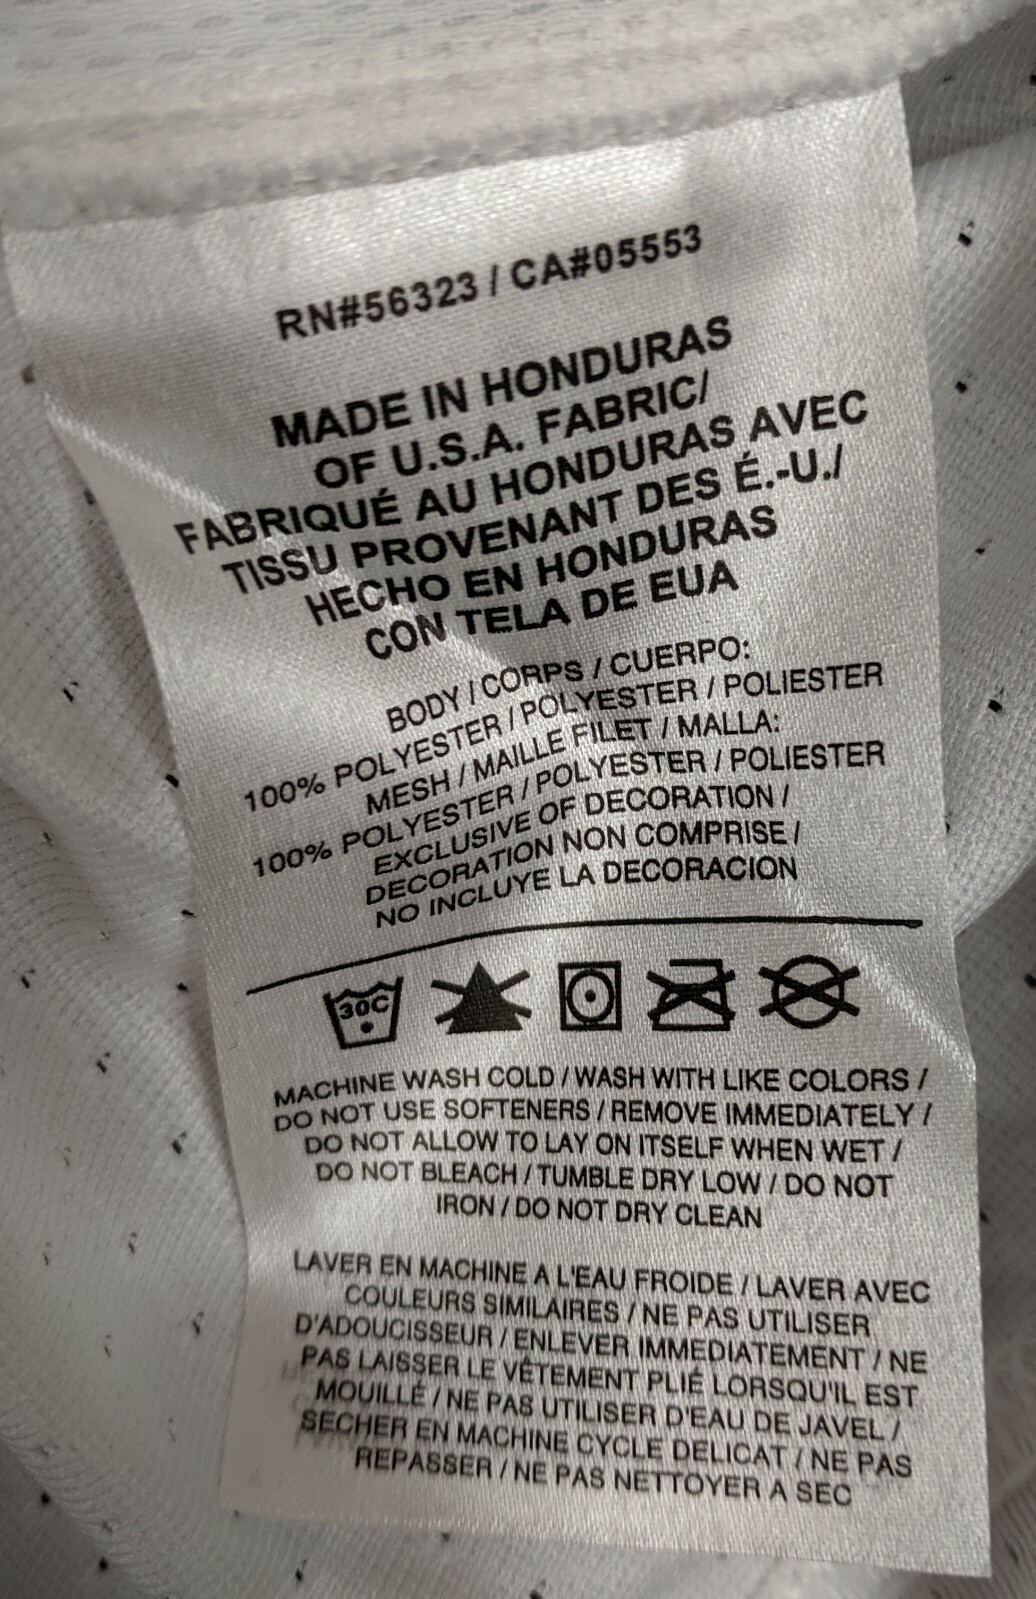 RN#56323 / CA#05553
MADE IN HONDURAS
OF U.S.A. FABRIC/
FABRIQUÉ AU HONDURAS AVEC
TISSU PROVENANT DES É.-U./
HECHO EN HONDURAS
CON TELA DE EUA
BODY / CORPS / CUERPO:
100% POLYESTER / POLYESTER / POLIESTER
MESH / MAILLE FILET / MALLA:
100% POLYESTER / POLYESTER / POLIESTER
EXCLUSIVE OF DECORATION /
DECORATION NON COMPRISE /
NO INCLUYE LA DECORACION
30C
MACHINE WASH COLD / WASH WITH LIKE COLORS /
DO NOT USE SOFTENERS / REMOVE IMMEDIATELY /
DO NOT ALLOW TO LAY ON ITSELF WHEN WET /
DO NOT BLEACH / TUMBLE DRY LOW / DO NOT
IRON / DO NOT DRY CLEAN
LAVER EN MACHINE A L'EAU FROIDE / LAVER AVEC
COULEURS SIMILAIRES / NE PAS UTILISER
D'ADOUCISSEUR / ENLEVER IMMEDIATEMENT / NE
PAS LAISSER LE VÊTEMENT PLIÉ LORSQU'IL EST
MOUILLÉ / NE PAS UTILISER D'EAU DE JAVEL /
SECHER EN MACHINE CYCLE DELICAT / NE PAS
REPASSER / NE PAS NETTOYER A SEC